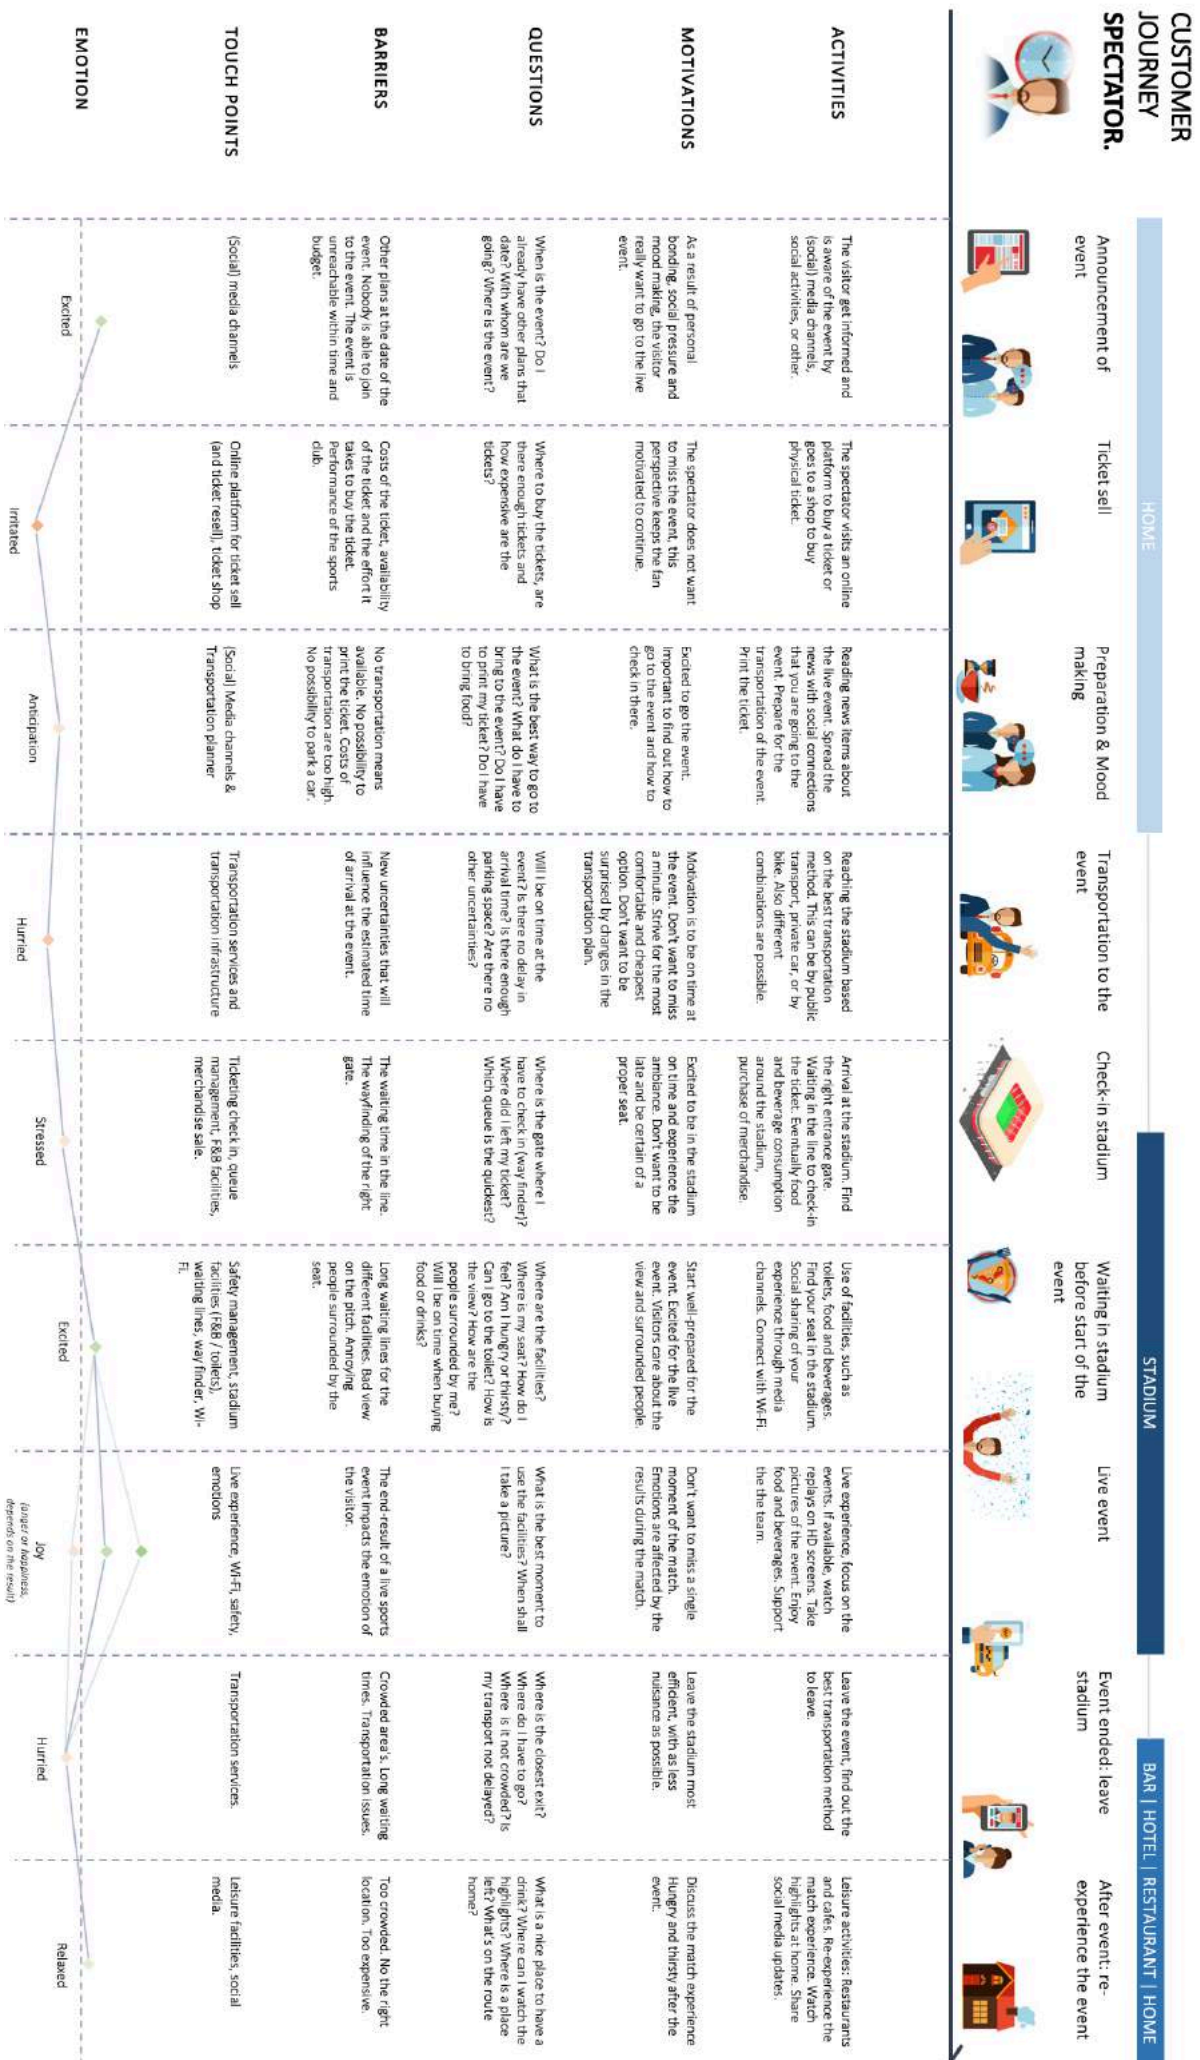 CUSTOMER
JOURNEY
SPECTATOR.
HOME
STADIUM
BAR | HOTEL | RESTAURANT | HOME
Announcement of
event
Ticket sell
Preparation & Mood
making
Transportation to the
event
Check-in stadium
Waiting in stadium
before start of the
event
Live event
Event ended: leave
stadium
After event: re-
experience the event
ACTIVITIES
The visitor get informed and
is aware of the event by
(social) media channels,
social activities, or other.
The spectator visits an online
platform to buy a ticket or
goes to a shop to buy
physical ticket.
Reading news items about
the live event. Spread the
news with social connections
that you are going to the
event. Prepare for the
transportation of the event.
Print the ticket.
Reaching the stadium based
on the best transportation
method. This can be by public
transport, private car, or by
bike. Also different
combinations are possible.
Arrival at the stadium. Find
the right entrance gate.
Waiting in the line to check-in
the ticket. Eventually food
and beverage consumption
around the stadium,
purchase of merchandise.
Use of facilities, such as
toilets, food and beverages.
Find your seat in the stadium.
Social sharing of your
experience through media
channels. Connect with Wi-Fi.
Live experience, focus on the
events. If available, watch
replays on HD screens. Take
pictures of the event. Enjoy
food and beverages. Support
the the team.
Leave the event, find out the
best transportation method
to leave.
Leisure activities: Restaurants
and cafes. Re-experience the
match experience. Watch
highlights at home. Share
social media updates.
MOTIVATIONS
As a result of personal
bonding, social pressure and
mood making, the visitor
really want to go to the live
event.
The spectator does not want
to miss the event, this
perspective keeps the fan
motivated to continue.
Excited to go the event.
Important to find out how to
go to the event and how to
check in there.
Motivation is to be on time at
the event. Don't want to miss
a minute. Strive for the most
comfortable and cheapest
option. Don't want to be
surprised by changes in the
transportation plan.
Excited to be in the stadium
on time and experience the
ambiance. Don't want to be
late and be certain of a
proper seat.
Start well-prepared for the
event. Excited for the live
event. Visitors care about the
view and surrounded people.
Don't want to miss a single
moment of the match.
Emotions are affected by the
results during the match.
Leave the stadium most
efficient, with as less
nuisance as possible.
Discuss the match experience
Hungry and thirsty after the
event.
QUESTIONS
When is the event? Do I
already have other plans that
date? With whom are we
going? Where is the event?
Where to buy the tickets, are
there enough tickets and
how expensive are the
tickets?
What is the best way to go to
the event? What do I have to
bring to the event? Do I have
to print my ticket? Do I have
to bring food?
Will I be on time at the
event? Is there no delay in
arrival time? Is there enough
parking space? Are there no
other uncertainties?
Where is the gate where I
have to check in (way finder)?
Where did I left my ticket?
Which queue is the quickest?
Where are the facilities?
Where is my seat? How do I
feel? Am I hungry or thirsty?
Can I go to the toilet? How is
the view? How are the
people surrounded by me?
Will I be on time when buying
food or drinks?
What is the best moment to
use the facilities? When shall
I take a picture?
Where is the closest exit?
Where do I have to go?
Where is it not crowded? Is
my transport not delayed?
What is a nice place to have a
drink? Where can I watch the
highlights? Where is a place
left? What's on the route
home?
BARRIERS
Other plans at the date of the
event. Nobody is able to join
to the event. The event is
unreachable within time and
budget.
Costs of the ticket, availability
of the ticket and the effort it
takes to buy the ticket.
Performance of the sports
club.
No transportation means
available. No possibility to
print the ticket. Costs of
transportation are too high.
No possibility to park a car.
New uncertainties that will
influence the estimated time
of arrival at the event.
The waiting time in the line.
The wayfinding of the right
gate.
Long waiting lines for the
different facilities. Bad view
on the pitch. Annoying
people surrounded by the
seat.
The end-result of a live sports
event impacts the emotion of
the visitor.
Crowded area's. Long waiting
times. Transportation issues.
Too crowded. No the right
location. Too expensive.
TOUCH POINTS
(Social) media channels
Online platform for ticket sell
(and ticket resell), ticket shop
(Social) Media channels &
Transportation planner
Transportation services and
transportation infrastructure
Ticketing check in, queue
management, F&B facilities,
merchandise sale.
Safety management, stadium
facilities (F&B / toilets),
waiting lines, way finder, Wi-
Fi.
Live experience, Wi-Fi, safety,
emotions
Transportation services.
Leisure facilities, social
media.
EMOTION
Excited
Irritated
Anticipation
Hurried
Stressed
Excited
Joy
(anger or happiness,
depends on the result)
Hurried
Relaxed